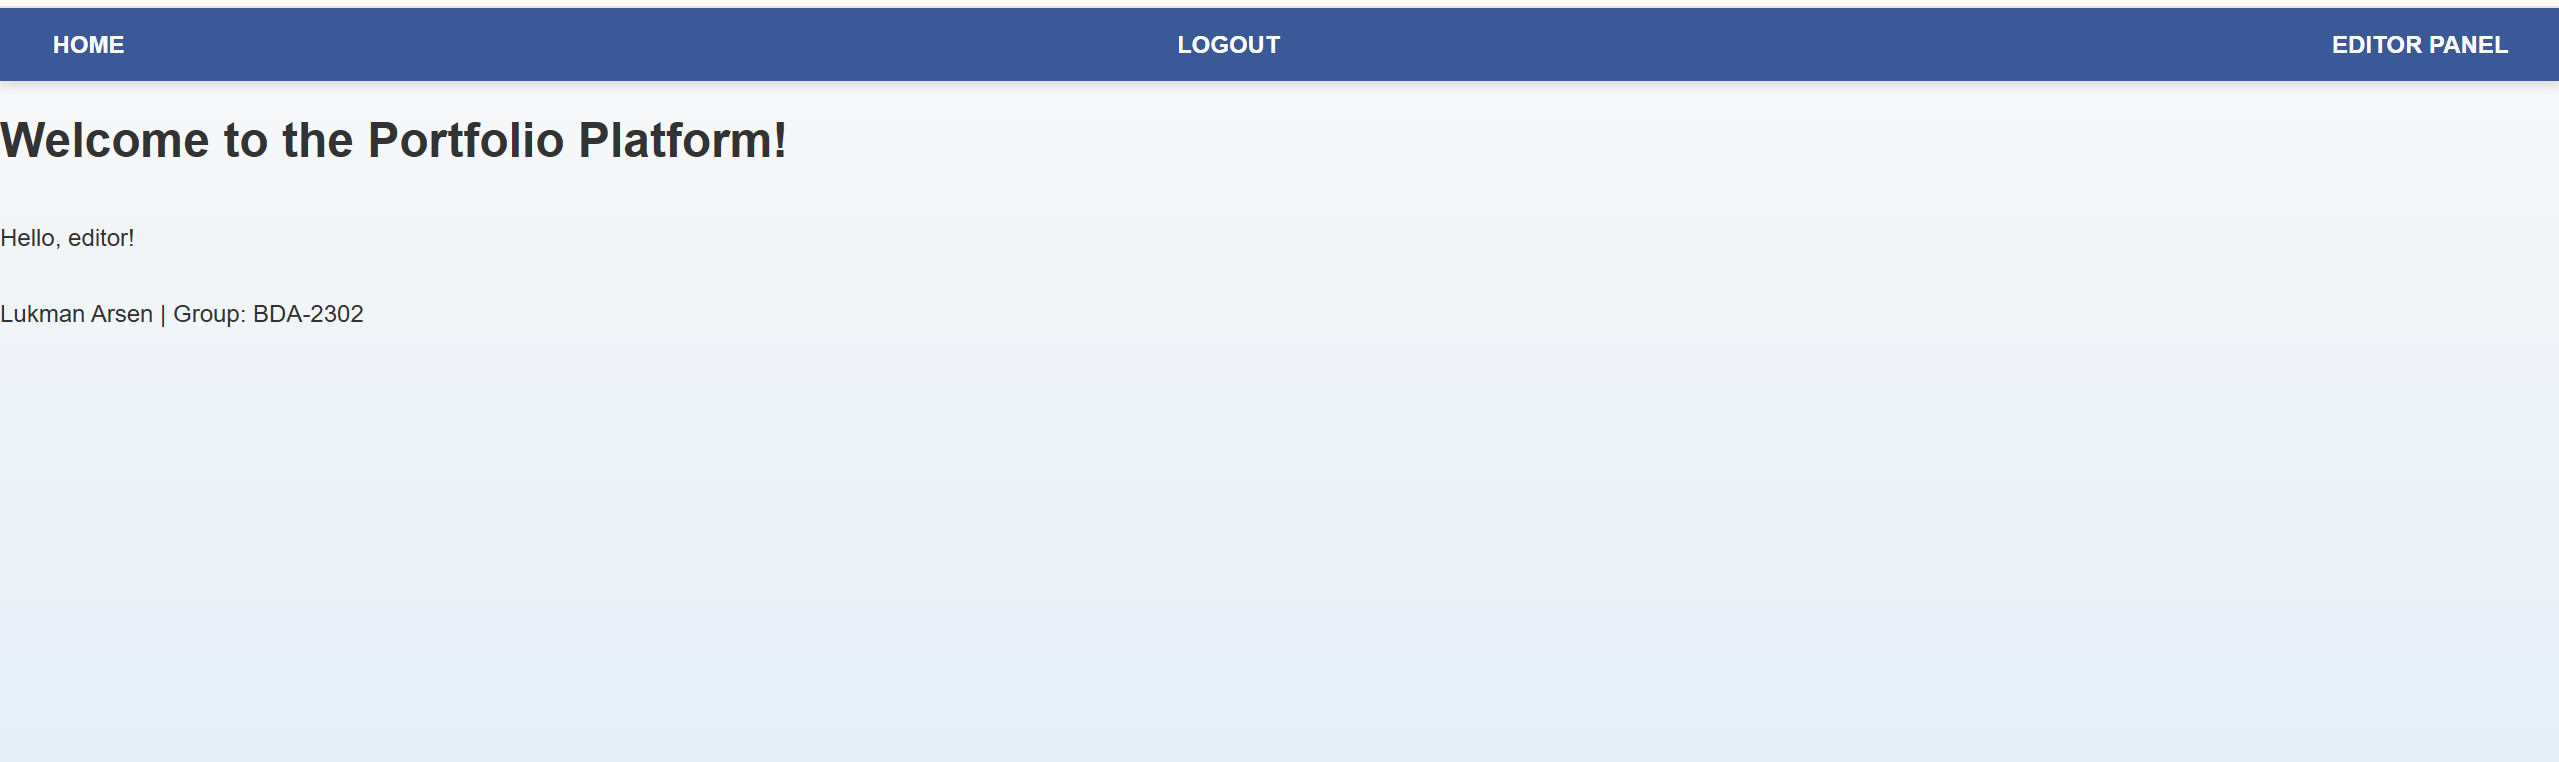 HOME LOGOUT EDITOR PANEL
Welcome to the Portfolio Platform!
Hello, editor!
Lukman Arsen | Group: BDA-2302